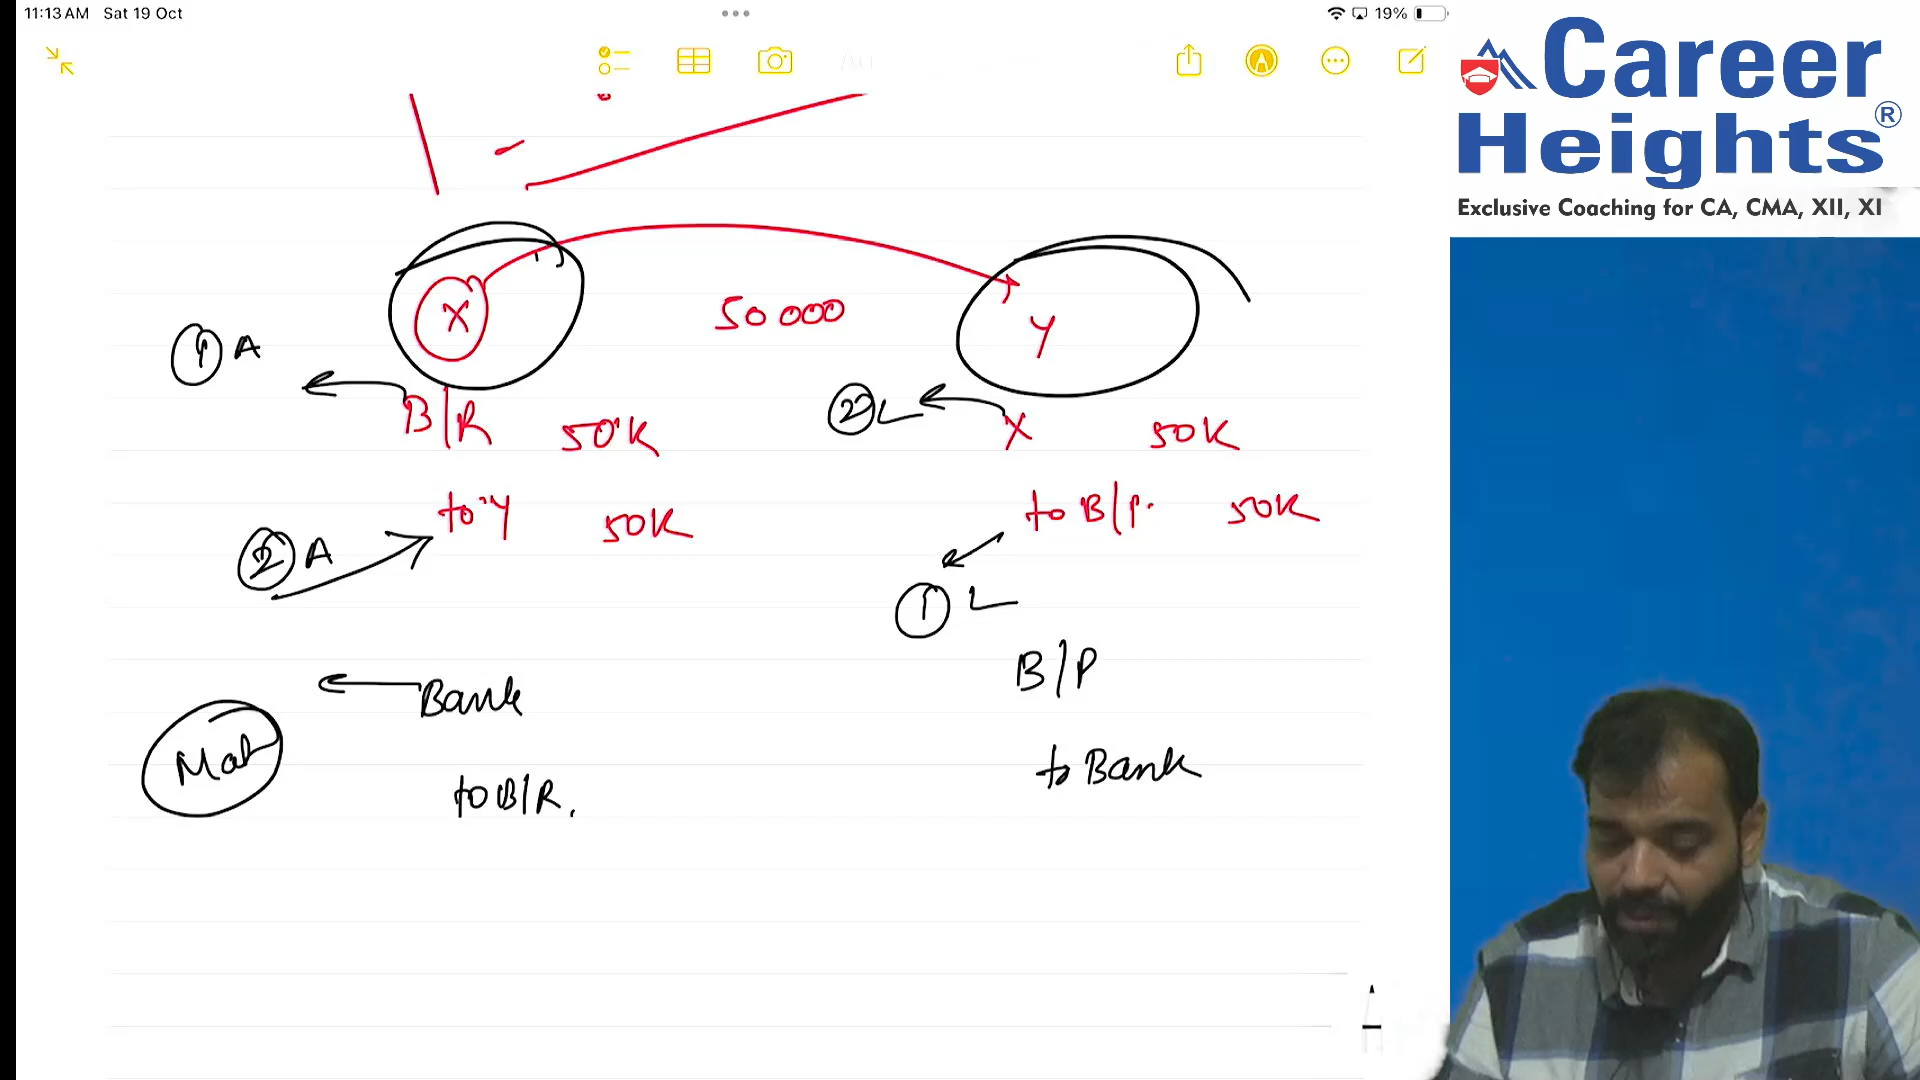 11:13 AM Sat 19 Oct
19%
Career
Heights®
Exclusive Coaching for CA, CMA, XII, XI
X 50 000 Y
① A
B/R 50K
② L X 50K
to Y 50K
to B/P. 50K
② A
① L
B/P
Bank
to Bank
Mat
to B/R.